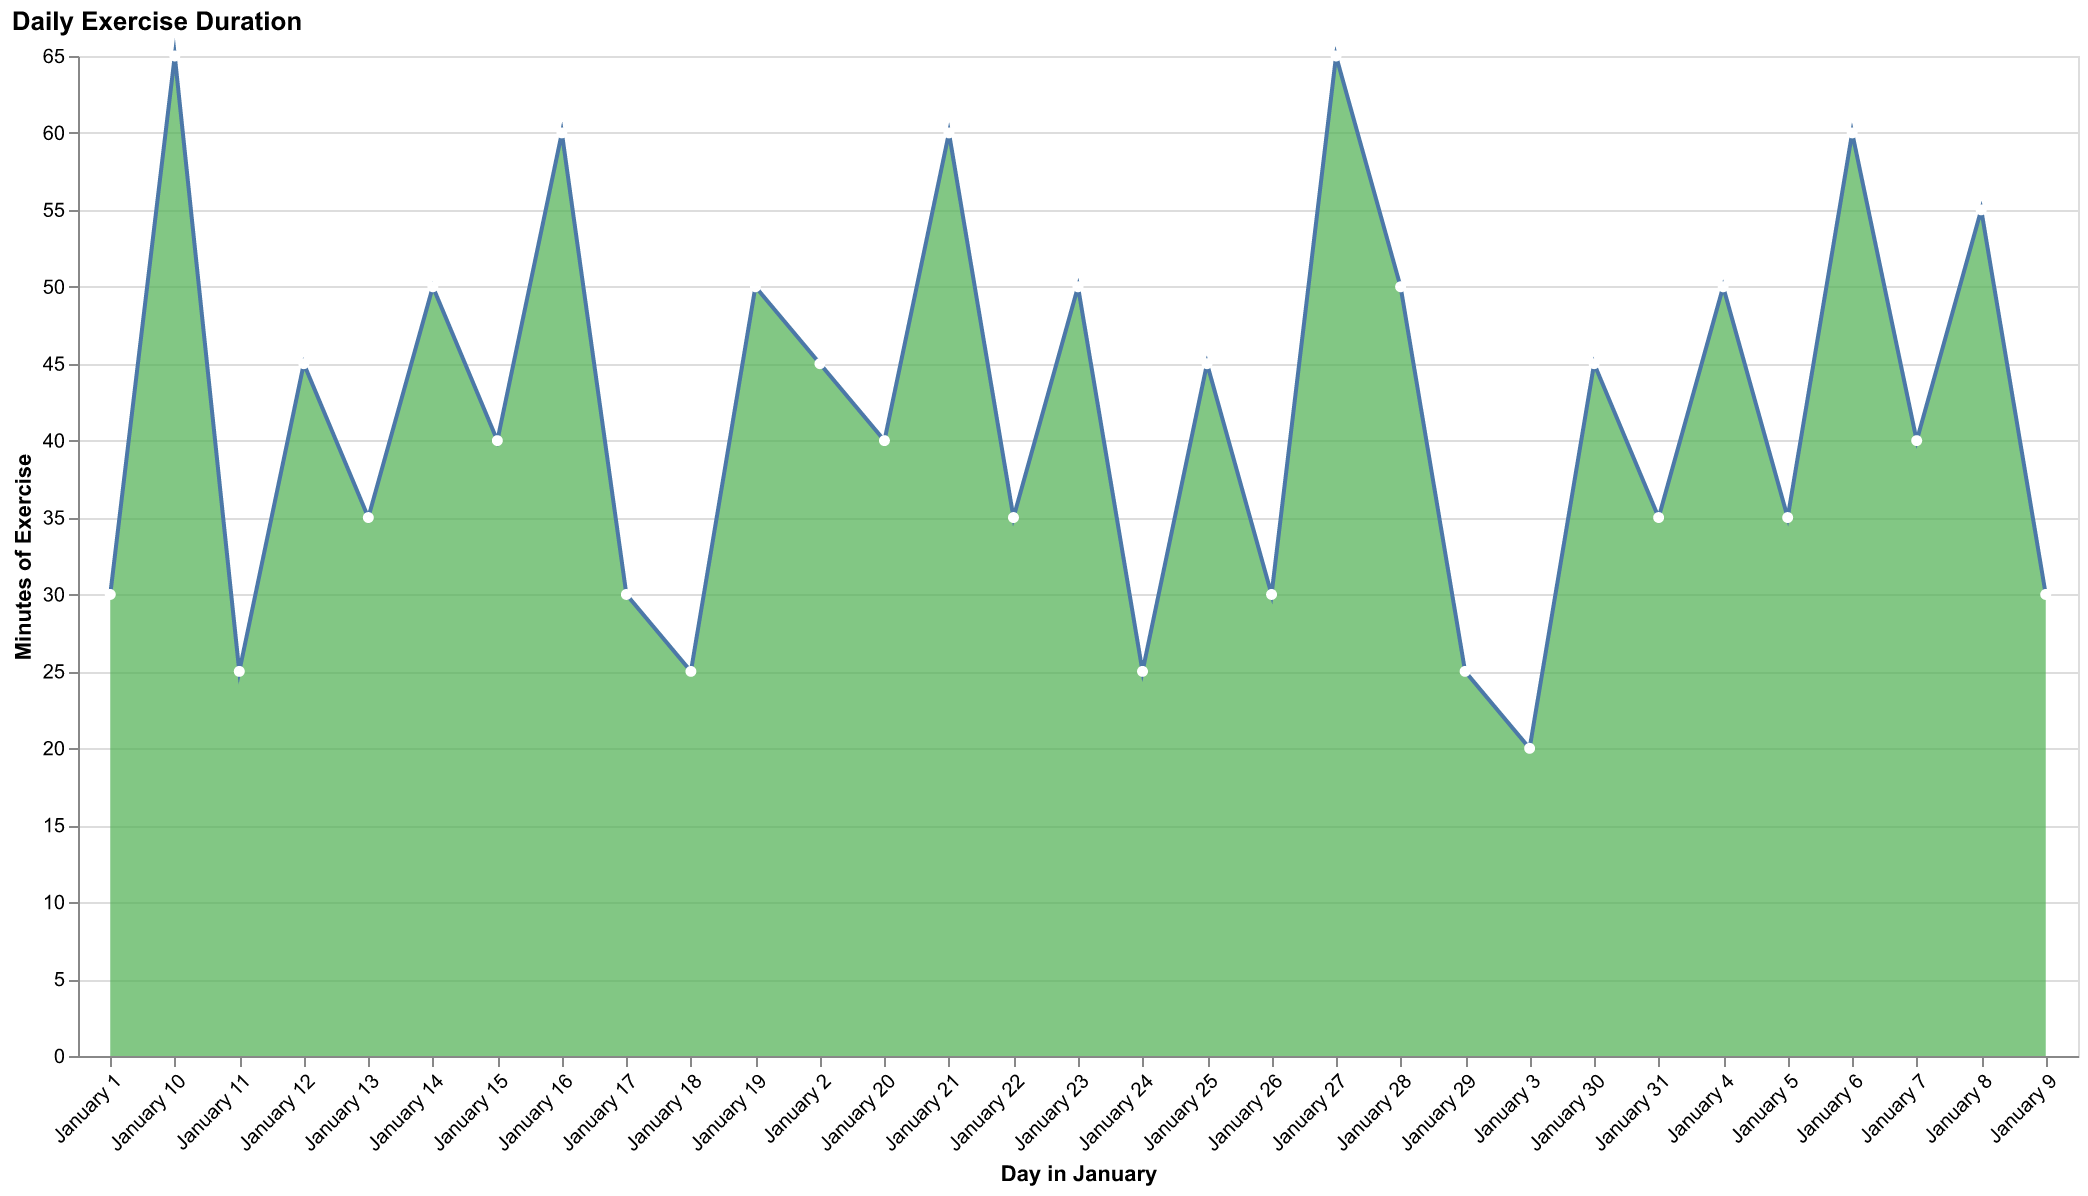 Daily Exercise Duration
65
60
55
50
45
40
35
30
25
20
15
10
5
0
Minutes of Exercise
January 1
January 10
January 11
January 12
January 13
January 14
January 15
January 16
January 17
January 18
January 19
January 2
January 20
January 21
January 22
January 23
January 24
January 25
January 26
January 27
January 28
January 29
January 3
January 30
January 31
January 4
January 5
January 6
January 7
January 8
January 9
Day in January